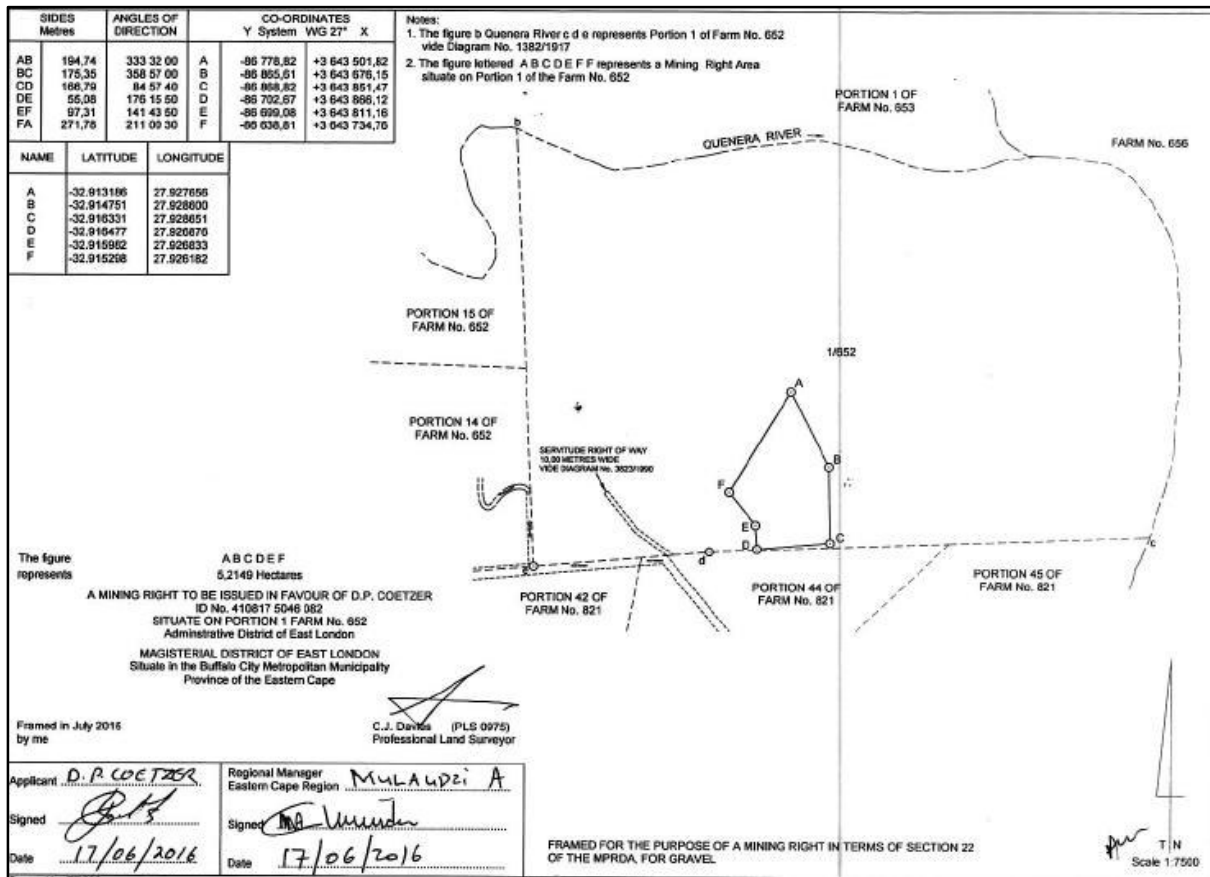 SIDES Metres ANGLES OF DIRECTION CO-ORDINATES Y System WG 27° X
AB 194,74 333 32 00 A -86 778,82 +3 643 501,82
BC 175,35 358 57 00 B -86 865,61 +3 643 676,15
CD 166,79 84 57 40 C -86 868,82 +3 643 851,47
DE 55,08 176 15 50 D -86 702,67 +3 643 866,12
EF 97,31 141 43 50 E -86 699,08 +3 643 811,16
FA 271,78 211 00 30 F -86 638,81 +3 643 734,76
NAME LATITUDE LONGITUDE
A -32.913186 27.927656
B -32.914751 27.928600
C -32.916331 27.928651
D -32.916477 27.926876
E -32.915982 27.926833
F -32.915298 27.926182
Notes:
1. The figure b Quenera River c d e represents Portion 1 of Farm No. 652
vide Diagram No. 1382/1917
2. The figure lettered A B C D E F F represents a Mining Right Area
situate on Portion 1 of the Farm No. 652
PORTION 1 OF
FARM No. 653
b
QUENERA RIVER
FARM No. 656
PORTION 15 OF
FARM No. 652
1/652
A
PORTION 14 OF
FARM No. 652
SERVITUDE RIGHT OF WAY
10,00 METRES WIDE
VIDE DIAGRAM No. 3823/1990
B
F
E
D
C
c
d
PORTION 42 OF
FARM No. 821
PORTION 44 OF
FARM No. 821
PORTION 45 OF
FARM No. 821
The figure A B C D E F
represents 5,2149 Hectares
A MINING RIGHT TO BE ISSUED IN FAVOUR OF D.P. COETZER
ID No. 410817 5046 082
SITUATE ON PORTION 1 FARM No. 652
Adminstrative District of East London
MAGISTERIAL DISTRICT OF EAST LONDON
Situate in the Buffalo City Metropolitan Municipality
Province of the Eastern Cape
Framed in July 2016
by me
C.J. Davies (PLS 0975)
Professional Land Surveyor
Applicant D.P. COETZER
Signed
Date 17/06/2016
Regional Manager
Eastern Cape Region MULAUDZI A
Signed
Date 17/06/2016
FRAMED FOR THE PURPOSE OF A MINING RIGHT IN TERMS OF SECTION 22
OF THE MPRDA, FOR GRAVEL
T N
Scale 1:7500